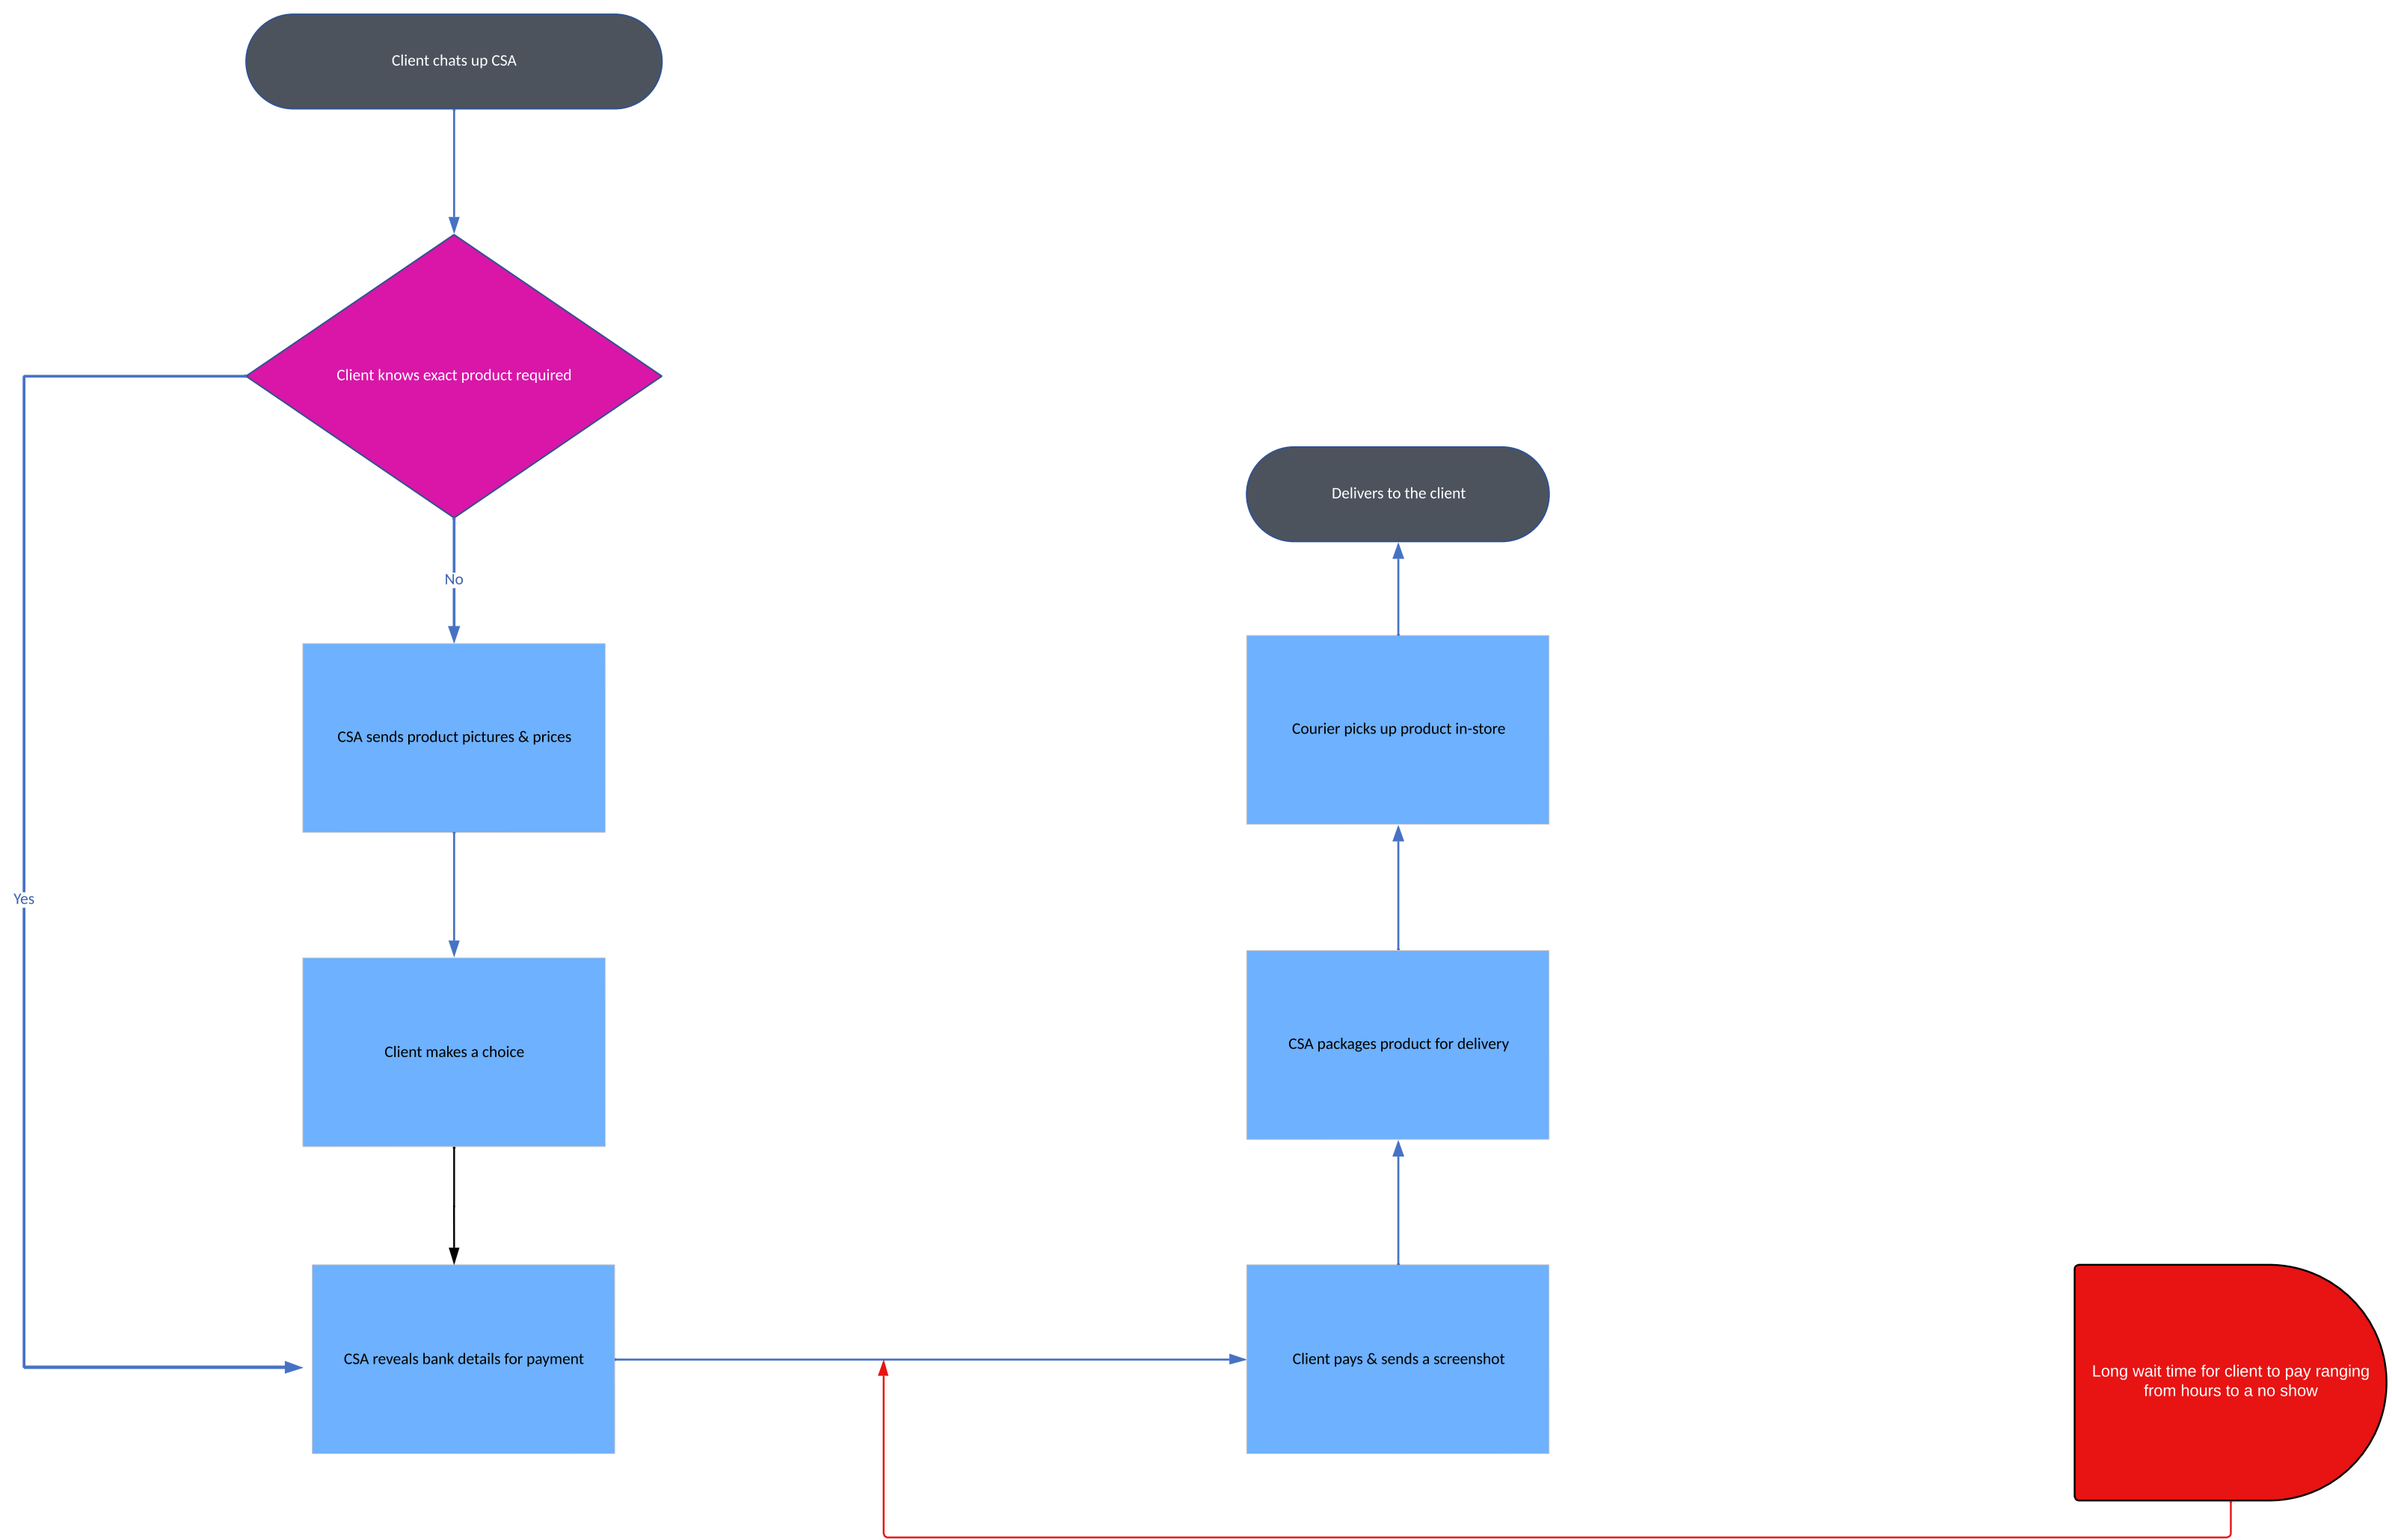 Client chats up CSA
Client knows exact product required
No
Yes
CSA sends product pictures & prices
Client makes a choice
CSA reveals bank details for payment
Client pays & sends a screenshot
CSA packages product for delivery
Courier picks up product in-store
Delivers to the client
Long wait time for client to pay ranging
from hours to a no show